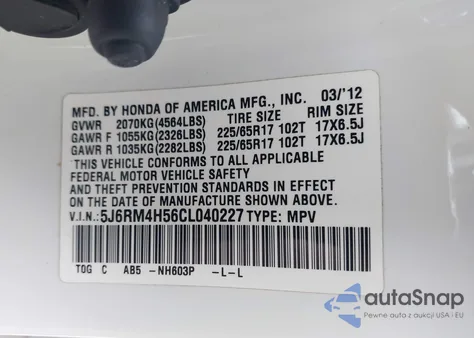 MFD. BY HONDA OF AMERICA MFG., INC. 03/'12
GVWR 2070KG(4564LBS) TIRE SIZE RIM SIZE
GAWR F 1055KG(2326LBS) 225/65R17 102T 17X6.5J
GAWR R 1035KG(2282LBS) 225/65R17 102T 17X6.5J
THIS VEHICLE CONFORMS TO ALL APPLICABLE
FEDERAL MOTOR VEHICLE SAFETY
AND THEFT PREVENTION STANDARDS IN EFFECT
ON THE DATE OF MANUFACTURE SHOWN ABOVE.
V.I.N.: 5J6RM4H56CL040227 TYPE: MPV
TOG C AB5 -NH603P -L-L
autoSnap
Pewne auto z aukcji USA i EU